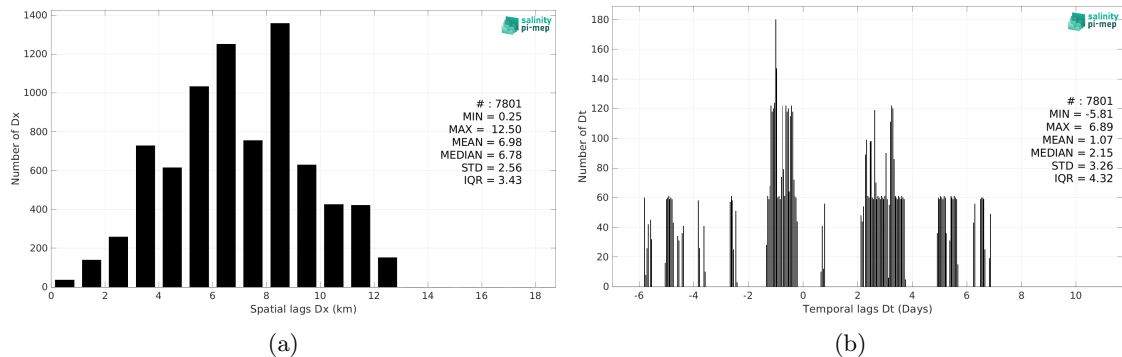 1400
1200
1000
800
600
400
200
0
Number of Dx
0 2 4 6 8 10 12 14 16 18
Spatial lags Dx (km)
salinity
pi-mep
# : 7801
MIN = 0.25
MAX = 12.50
MEAN = 6.98
MEDIAN = 6.78
STD = 2.56
IQR = 3.43
(a)
180
160
140
120
100
80
60
40
20
0
Number of Dt
-6 -4 -2 0 2 4 6 8 10
Temporal lags Dt (Days)
salinity
pi-mep
# : 7801
MIN = -5.81
MAX = 6.89
MEAN = 1.07
MEDIAN = 2.15
STD = 3.26
IQR = 4.32
(b)